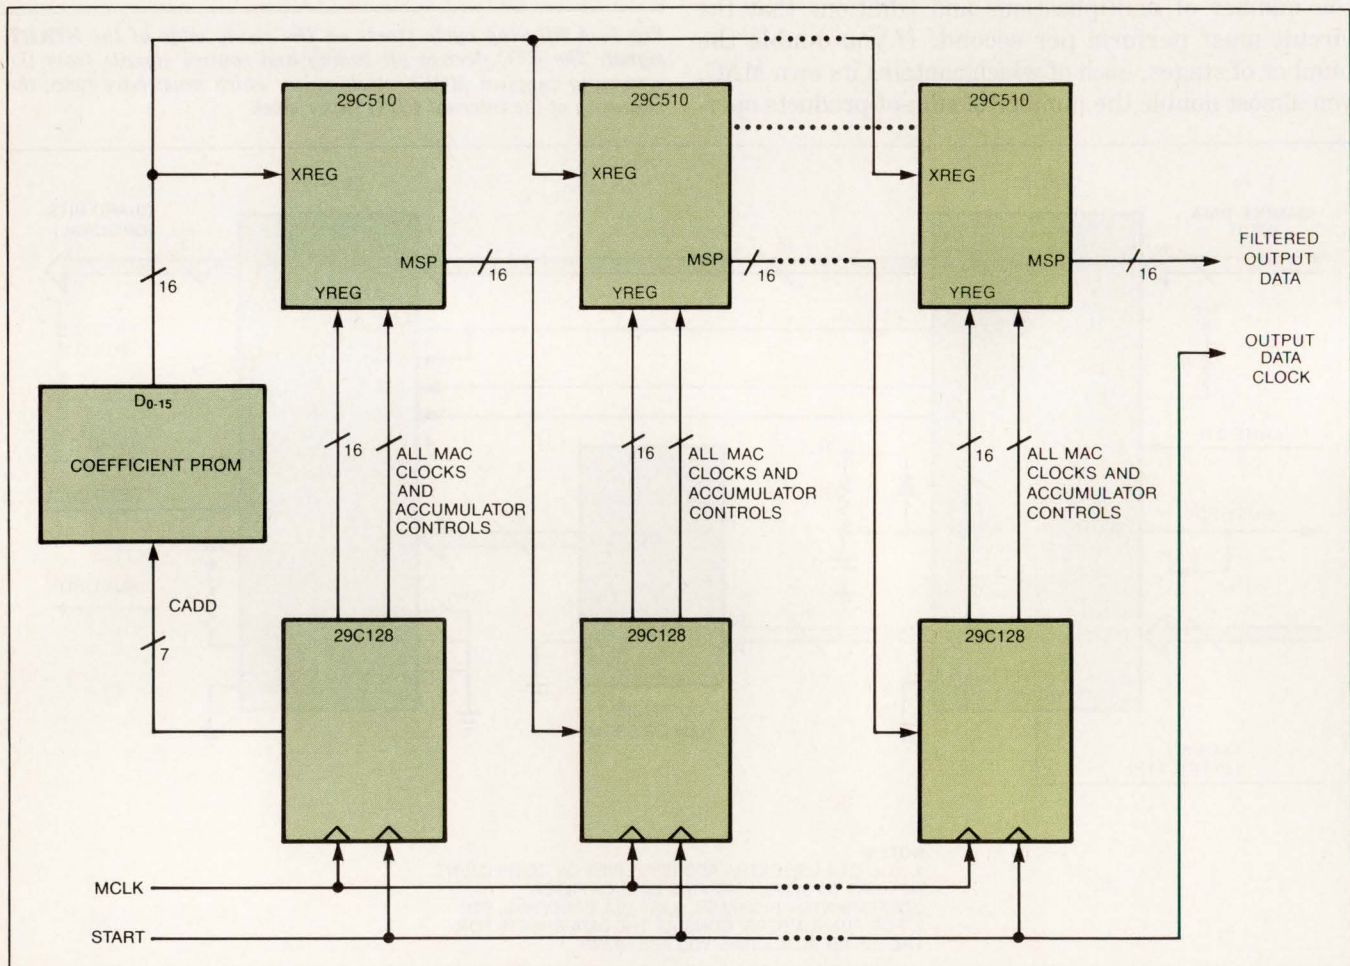 29C510
29C510
29C510
XREG
XREG
XREG
MSP
16
MSP
16
MSP
16
FILTERED
OUTPUT
DATA
YREG
YREG
YREG
16
OUTPUT
DATA
CLOCK
D0-15
COEFFICIENT PROM
16
ALL MAC
CLOCKS
AND
ACCUMULATOR
CONTROLS
16
ALL MAC
CLOCKS AND
ACCUMULATOR
CONTROLS
16
ALL MAC
CLOCKS AND
ACCUMULATOR
CONTROLS
CADD
7
29C128
29C128
29C128
MCLK
START